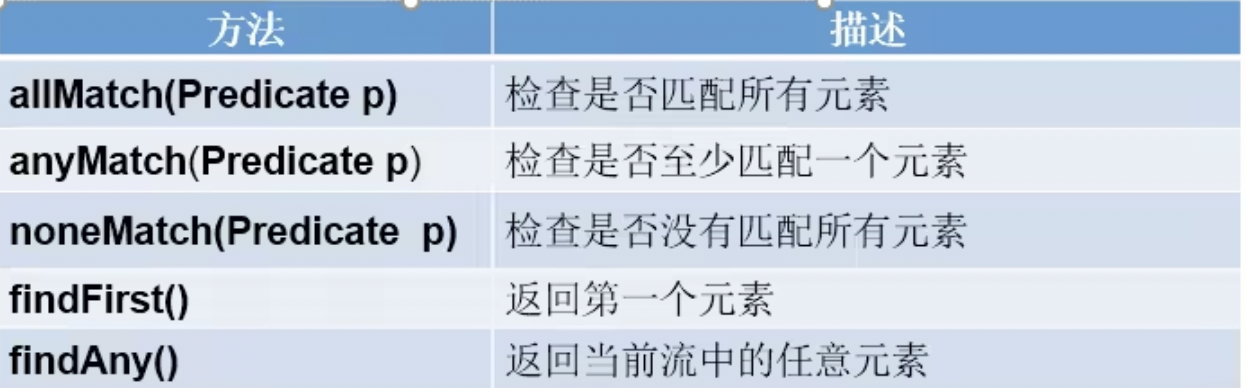 方法 描述
allMatch(Predicate p) 检查是否匹配所有元素
anyMatch(Predicate p) 检查是否至少匹配一个元素
noneMatch(Predicate  p) 检查是否没有匹配所有元素
findFirst() 返回第一个元素
findAny() 返回当前流中的任意元素